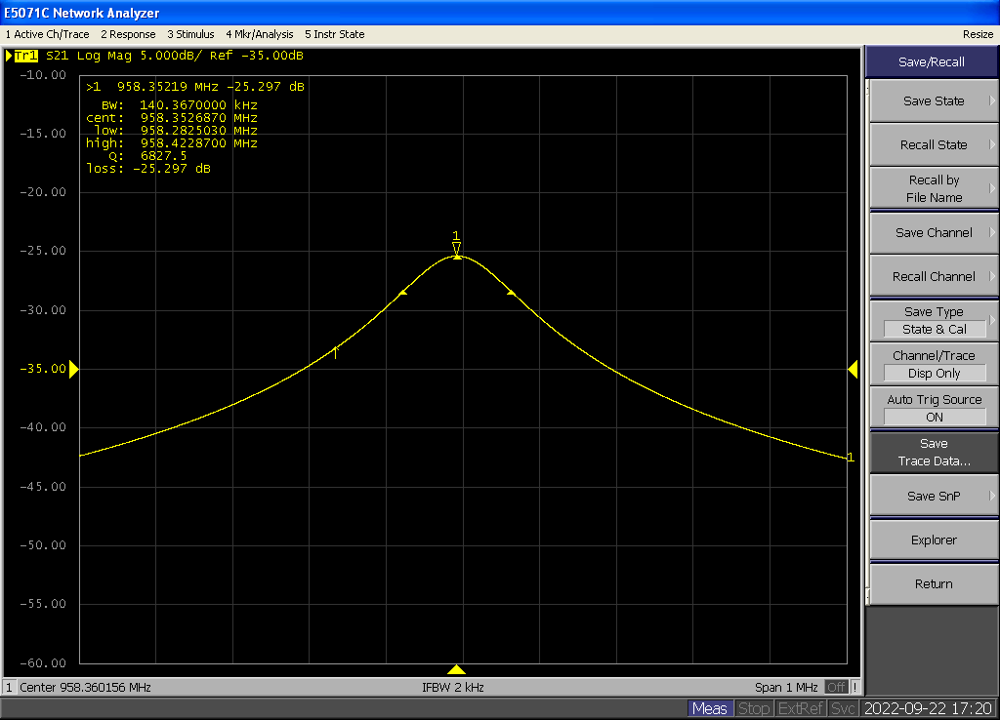 E5071C Network Analyzer
1 Active Ch/Trace 2 Response 3 Stimulus 4 Mkr/Analysis 5 Instr State
Resize
Tr1 S21 Log Mag 5.000dB/ Ref -35.00dB
-10.00
-15.00
-20.00
-25.00
-30.00
-35.00
-40.00
-45.00
-50.00
-55.00
-60.00
>1 958.35219 MHz -25.297 dB
BW: 140.3670000 kHz
cent: 958.3526870 MHz
low: 958.2825030 MHz
high: 958.4228700 MHz
Q: 6827.5
loss: -25.297 dB
1
1
1 Center 958.360156 MHz
IFBW 2 kHz
Span 1 MHz Off !
Save/Recall
Save State
Recall State
Recall by
File Name
Save Channel
Recall Channel
Save Type
State & Cal
Channel/Trace
Disp Only
Auto Trig Source
ON
Save
Trace Data...
Save SnP
Explorer
Return
Meas Stop ExtRef Svc 2022-09-22 17:20